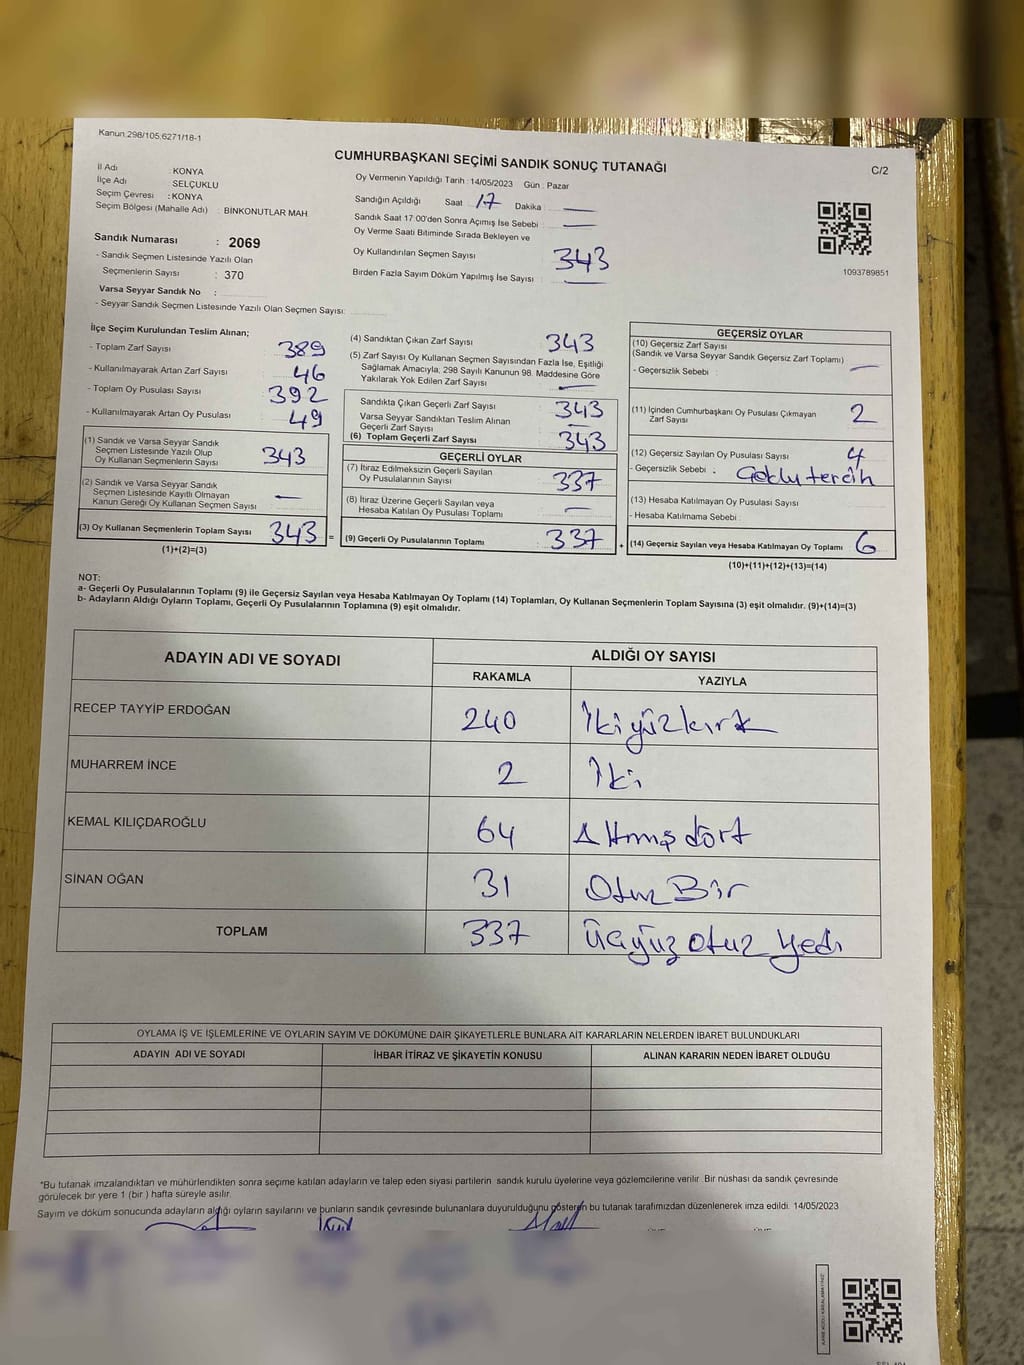 Kanun.298/105.6271/18-1
CUMHURBAŞKANI SEÇİMİ SANDIK SONUÇ TUTANAĞI
C/2
İl Adı : KONYA
İlçe Adı : SELÇUKLU
Seçim Çevresi : KONYA
Seçim Bölgesi (Mahalle Adı) : BİNKONUTLAR MAH
Sandık Numarası : 2069
- Sandık Seçmen Listesinde Yazılı Olan
Seçmenlerin Sayısı : 370
Varsa Seyyar Sandık No :
- Seyyar Sandık Seçmen Listesinde Yazılı Olan Seçmen Sayısı:
Oy Vermenin Yapıldığı Tarih : 14/05/2023 Gün : Pazar
Sandığın Açıldığı Saat 17 Dakika : —
Sandık Saat 17:00'den Sonra Açımış İse Sebebi : —
Oy Verme Saati Bitiminde Sırada Bekleyen ve
Oy Kullandırılan Seçmen Sayısı 343
Birden Fazla Sayım Döküm Yapılmış İse Sayısı : —
1093789851
İlçe Seçim Kurulundan Teslim Alınan;
- Toplam Zarf Sayısı : 389
- Kullanılmayarak Artan Zarf Sayısı : 46
- Toplam Oy Pusulası Sayısı : 392
- Kullanılmayarak Artan Oy Pusulası : 49
(1) Sandık ve Varsa Seyyar Sandık
Seçmen Listesinde Yazılı Olup
Oy Kullanan Seçmenlerin Sayısı 343
(2) Sandık ve Varsa Seyyar Sandık
Seçmen Listesinde Kayıtlı Olmayan
Kanun Gereği Oy Kullanan Seçmen Sayısı : —
(3) Oy Kullanan Seçmenlerin Toplam Sayısı 343 =
(1)+(2)=(3)
(4) Sandıktan Çıkan Zarf Sayısı : 343
(5) Zarf Sayısı Oy Kullanan Seçmen Sayısından Fazla İse, Eşitliği
Sağlamak Amacıyla; 298 Sayılı Kanunun 98. Maddesine Göre
Yakılarak Yok Edilen Zarf Sayısı : —
Sandıkta Çıkan Geçerli Zarf Sayısı : 343
Varsa Seyyar Sandıktan Teslim Alınan
Geçerli Zarf Sayısı : —
(6) Toplam Geçerli Zarf Sayısı : 343
GEÇERLİ OYLAR
(7) İtiraz Edilmeksizin Geçerli Sayılan
Oy Pusulalarının Sayısı : 337
(8) İtiraz Üzerine Geçerli Sayılan veya
Hesaba Katılan Oy Pusulası Toplamı : —
(9) Geçerli Oy Pusulalarının Toplamı : 337 +
GEÇERSİZ OYLAR
(10) Geçersiz Zarf Sayısı
(Sandık ve Varsa Seyyar Sandık Geçersiz Zarf Toplamı) : —
- Geçersizlik Sebebi :
(11) İçinden Cumhurbaşkanı Oy Pusulası Çıkmayan
Zarf Sayısı : 2
(12) Geçersiz Sayılan Oy Pusulası Sayısı : 4
- Geçersizlik Sebebi : tercih
(13) Hesaba Katılmayan Oy Pusulası Sayısı :
- Hesaba Katılmama Sebebi :
(14) Geçersiz Sayılan veya Hesaba Katılmayan Oy Toplamı : 6
(10)+(11)+(12)+(13)=(14)
NOT:
a- Geçerli Oy Pusulalarının Toplamı (9) ile Geçersiz Sayılan veya Hesaba Katılmayan Oy Toplamı (14) Toplamları, Oy Kullanan Seçmenlerin Toplam Sayısına (3) eşit olmalıdır. (9)+(14)=(3)
b- Adayların Aldığı Oyların Toplamı, Geçerli Oy Pusulalarının Toplamına (9) eşit olmalıdır.
ADAYIN ADI VE SOYADI
ALDIĞI OY SAYISI
RAKAMLA YAZIYLA
RECEP TAYYİP ERDOĞAN 240 İkiyüzkırk
MUHARREM İNCE 2 İki
KEMAL KILIÇDAROĞLU 64 Altmışdört
SİNAN OĞAN 31 Otuz Bir
TOPLAM 337 Üçyüz otuz yedi
OYLAMA İŞ VE İŞLEMLERİNE VE OYLARIN SAYIM VE DÖKÜMÜNE DAİR ŞİKAYETLERLE BUNLARA AİT KARARLARIN NELERDEN İBARET BULUNDUKLARI
ADAYIN ADI VE SOYADI İHBAR İTİRAZ VE ŞİKAYETİN KONUSU ALINAN KARARIN NEDEN İBARET OLDUĞU
*Bu tutanak imzalandıktan ve mühürlendikten sonra seçime katılan adayların ve talep eden siyasi partilerin sandık kurulu üyelerine veya gözlemcilerine verilir. Bir nüshası da sandık çevresinde
görülecek bir yere 1 (bir ) hafta süreyle asılır.
Sayım ve döküm sonucunda adayların aldığı oyların sayılarını ve bunların sandık çevresinde bulunanlara duyurulduğunu gösteren bu tutanak tarafımızdan düzenlenerek imza edildi. 14/05/2023